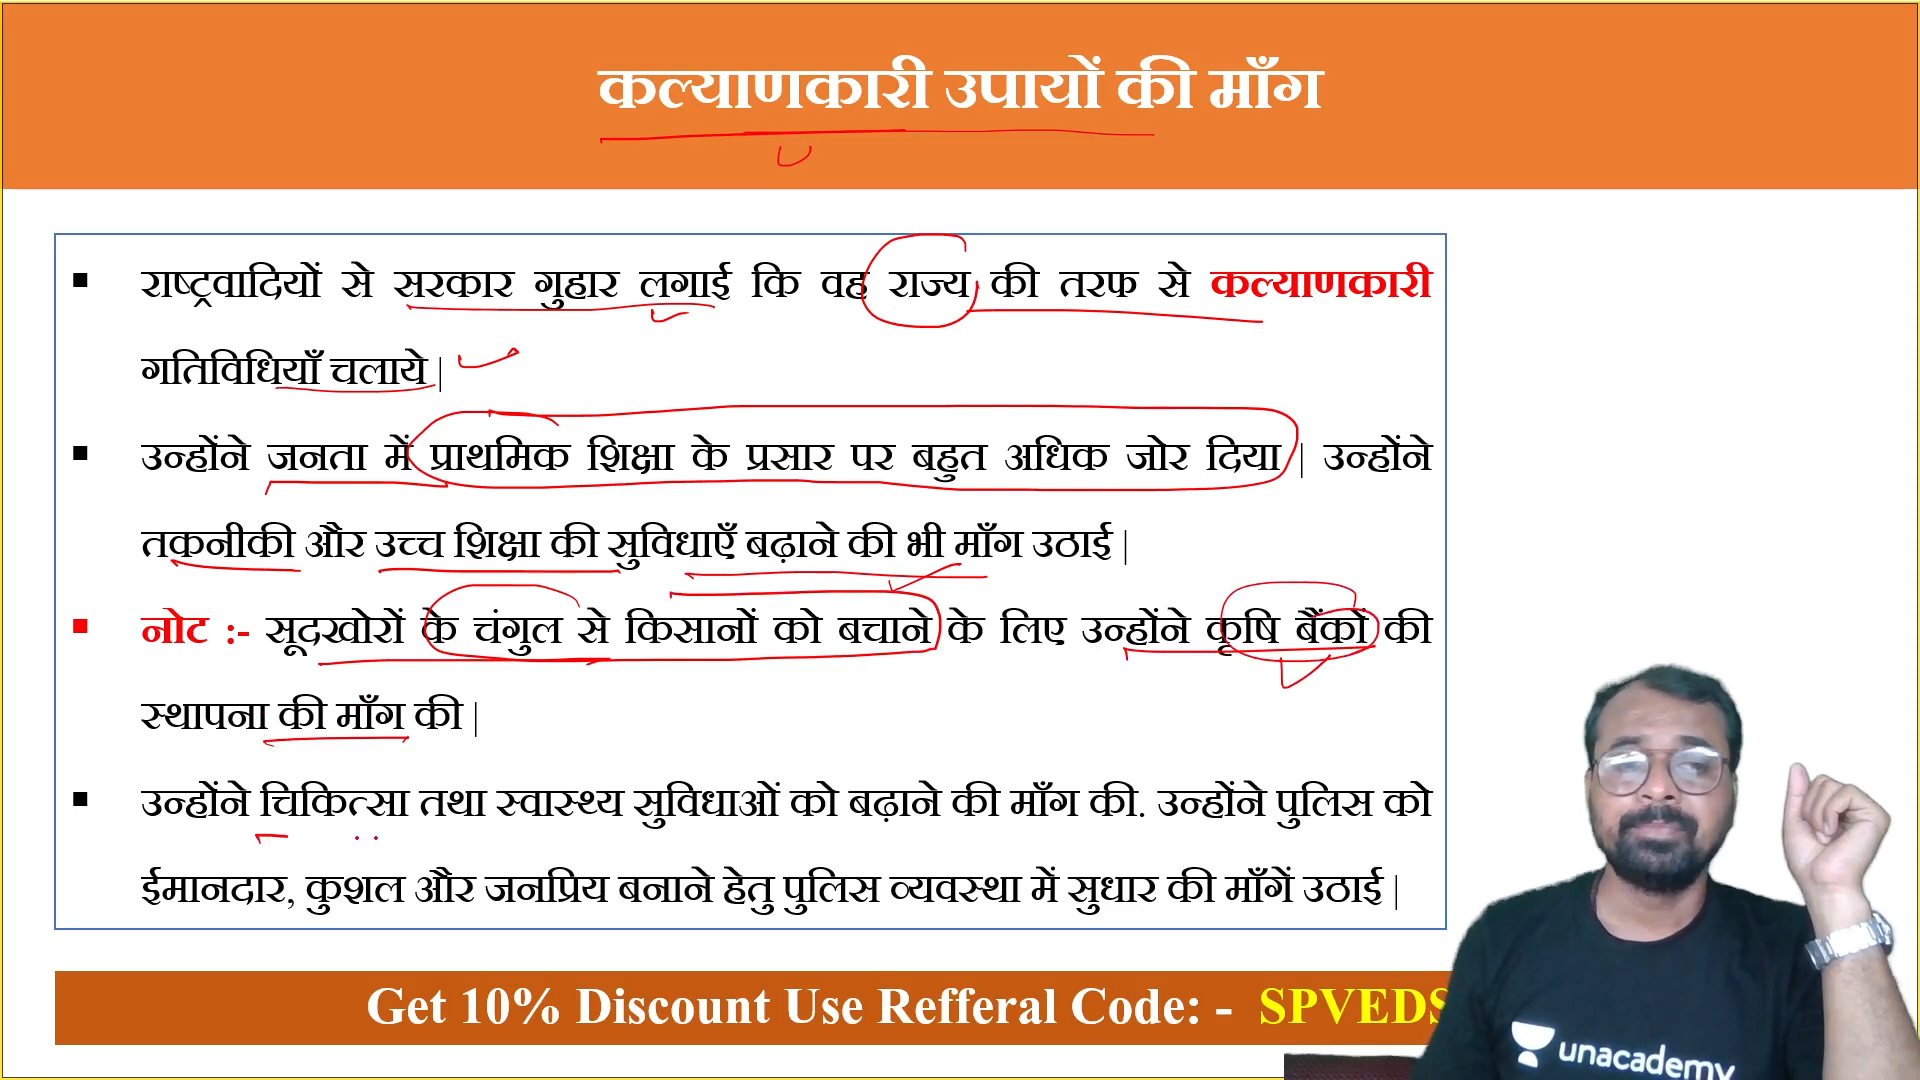 कल्याणकारी उपायों की माँग
▪ राष्ट्रवादियों से सरकार गुहार लगाई कि वह राज्य की तरफ से कल्याणकारी
गतिविधियाँ चलाये |
▪ उन्होंने जनता में प्राथमिक शिक्षा के प्रसार पर बहुत अधिक जोर दिया | उन्होंने
तकनीकी और उच्च शिक्षा की सुविधाएँ बढ़ाने की भी माँग उठाई |
▪ नोट :- सूदखोरों के चंगुल से किसानों को बचाने के लिए उन्होंने कृषि बैंकों की
स्थापना की माँग की |
▪ उन्होंने चिकित्सा तथा स्वास्थ्य सुविधाओं को बढ़ाने की माँग की. उन्होंने पुलिस को
ईमानदार, कुशल और जनप्रिय बनाने हेतु पुलिस व्यवस्था में सुधार की माँगें उठाई |
Get 10% Discount Use Refferal Code: - SPVEDS
unacademy